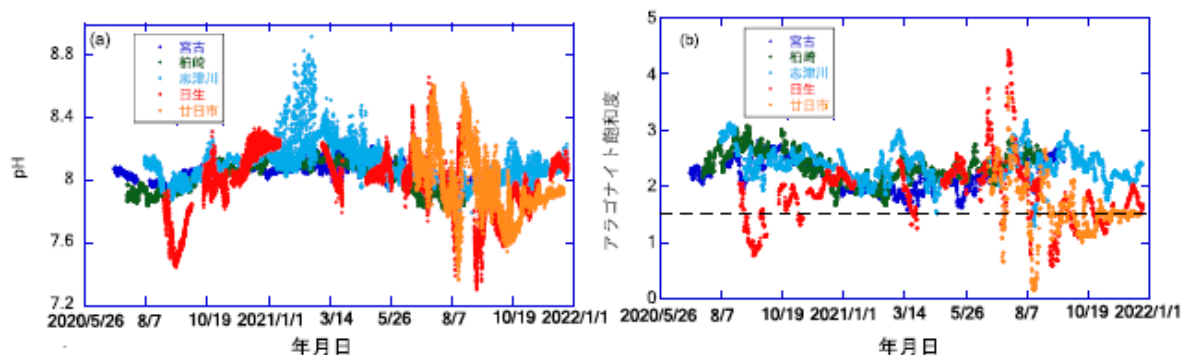 (a)
宮古
柏崎
志津川
日生
廿日市
8.8
8.4
8.2
8
7.6
7.2
pH
2020/5/26 8/7 10/19 2021/1/1 3/14 5/26 8/7 10/19 2022/1/1
年月日
(b)
宮古
柏崎
志津川
日生
廿日市
5
4
3
2
1
0
アラゴナイト飽和度
2020/5/26 8/7 10/19 2021/1/1 3/14 5/26 8/7 10/19 2022/1/1
年月日